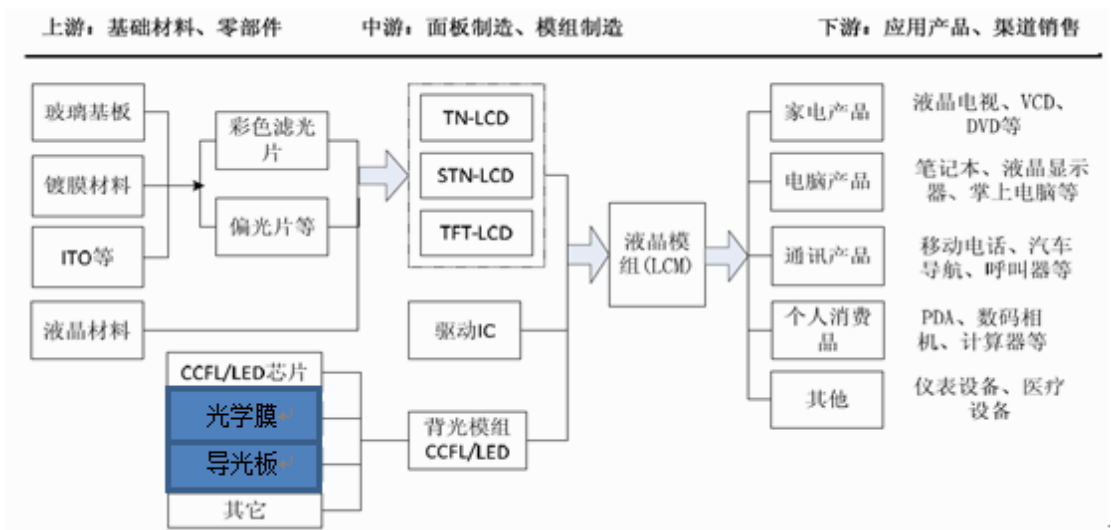 上游：基础材料、零部件
中游：面板制造、模组制造
下游：应用产品、渠道销售
玻璃基板
镀膜材料
ITO等
液晶材料
彩色滤光
片
偏光片等
CCFL/LED芯片
光学膜
导光板
其它
TN-LCD
STN-LCD
TFT-LCD
驱动IC
背光模组
CCFL/LED
液晶模
组(LCM)
家电产品
液晶电视、VCD、
DVD等
电脑产品
笔记本、液晶显示
器、掌上电脑等
通讯产品
移动电话、汽车
导航、呼叫器等
个人消费
品
PDA、数码相
机、计算器等
其他
仪表设备、医疗
设备